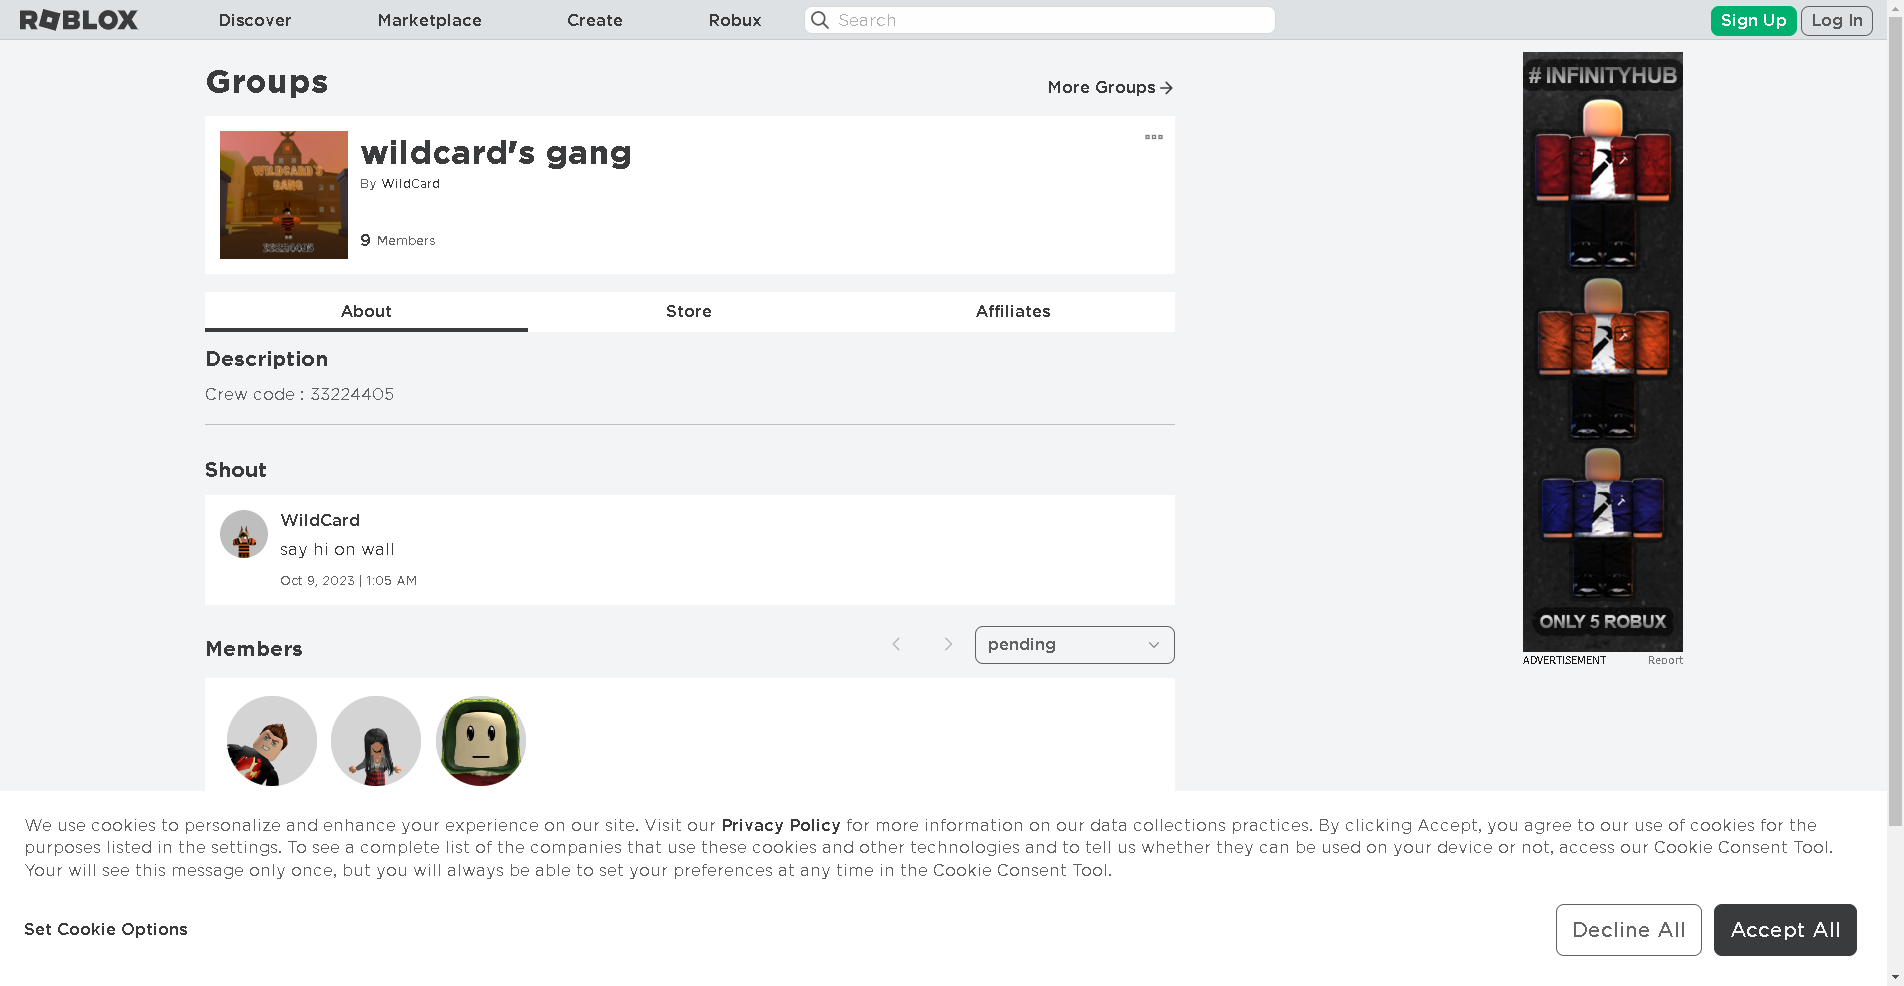 ROBLOX
Discover
Marketplace
Create
Robux
Search
Sign Up
Log In
Groups
More Groups
WILDCARD'S
GANG
33224405
wildcard's gang
By WildCard
9 Members
About
Store
Affiliates
Description
Crew code : 33224405
Shout
WildCard
say hi on wall
Oct 9, 2023 | 1:05 AM
Members
pending
# INFINITYHUB
ONLY 5 ROBUX
ADVERTISEMENT
Report
We use cookies to personalize and enhance your experience on our site. Visit our Privacy Policy for more information on our data collections practices. By clicking Accept, you agree to our use of cookies for the
purposes listed in the settings. To see a complete list of the companies that use these cookies and other technologies and to tell us whether they can be used on your device or not, access our Cookie Consent Tool.
Your will see this message only once, but you will always be able to set your preferences at any time in the Cookie Consent Tool.
Set Cookie Options
Decline All
Accept All